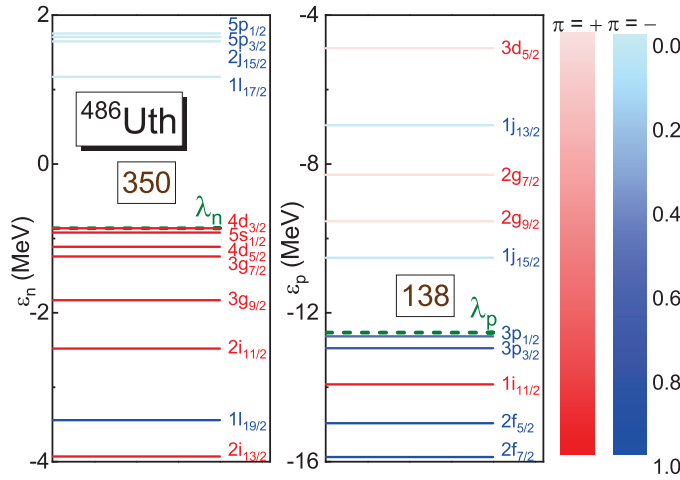 2
0
-2
-4
εn (MeV)
486Uth
350
λn
5p1/2
5p3/2
2j15/2
1l17/2
4d3/2
5s1/2
4d5/2
3g7/2
3g9/2
2i11/2
1l19/2
2i13/2
-4
-8
-12
-16
εp (MeV)
138
λp
3d5/2
1j13/2
2g7/2
2g9/2
1j15/2
3p1/2
3p3/2
1i11/2
2f5/2
2f7/2
π = + π = −
0.0
0.2
0.4
0.6
0.8
1.0